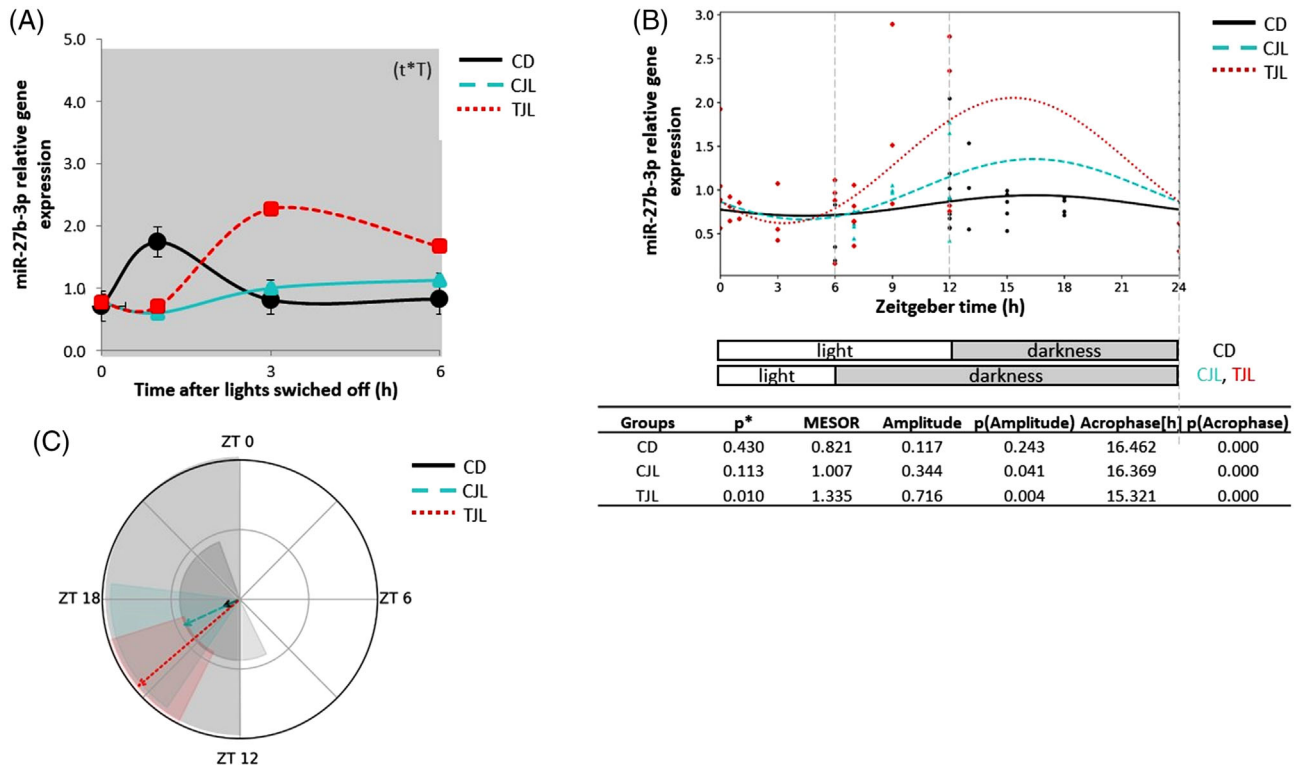 (A)
5.0
4.0
3.0
2.0
1.0
0.0
miR-27b-3p relative gene
expression
(t*T)
CD
CJL
TJL
0 3 6
Time after lights swiched off (h)
(B)
3.0
2.5
2.0
1.5
1.0
0.5
miR-27b-3p relative gene
expression
CD
CJL
TJL
0 3 6 9 12 15 18 21 24
Zeitgeber time (h)
light darkness CD
light darkness CJL, TJL
Groups p* MESOR Amplitude p(Amplitude) Acrophase[h] p(Acrophase)
CD 0.430 0.821 0.117 0.243 16.462 0.000
CJL 0.113 1.007 0.344 0.041 16.369 0.000
TJL 0.010 1.335 0.716 0.004 15.321 0.000
(C)
ZT 0
ZT 18
ZT 6
ZT 12
CD
CJL
TJL